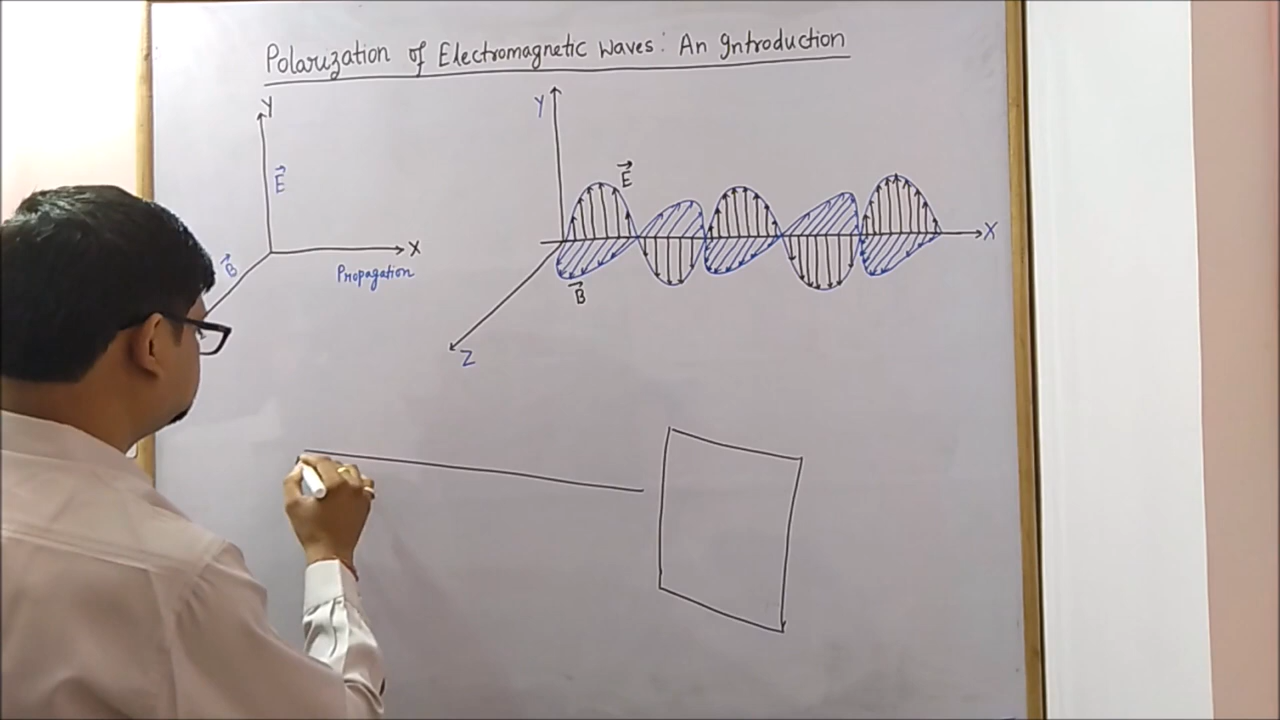 Polarization of Electromagnetic Waves: An Introduction
Y
E⃗
B⃗
X
Propagation
Y
E⃗
X
B⃗
Z